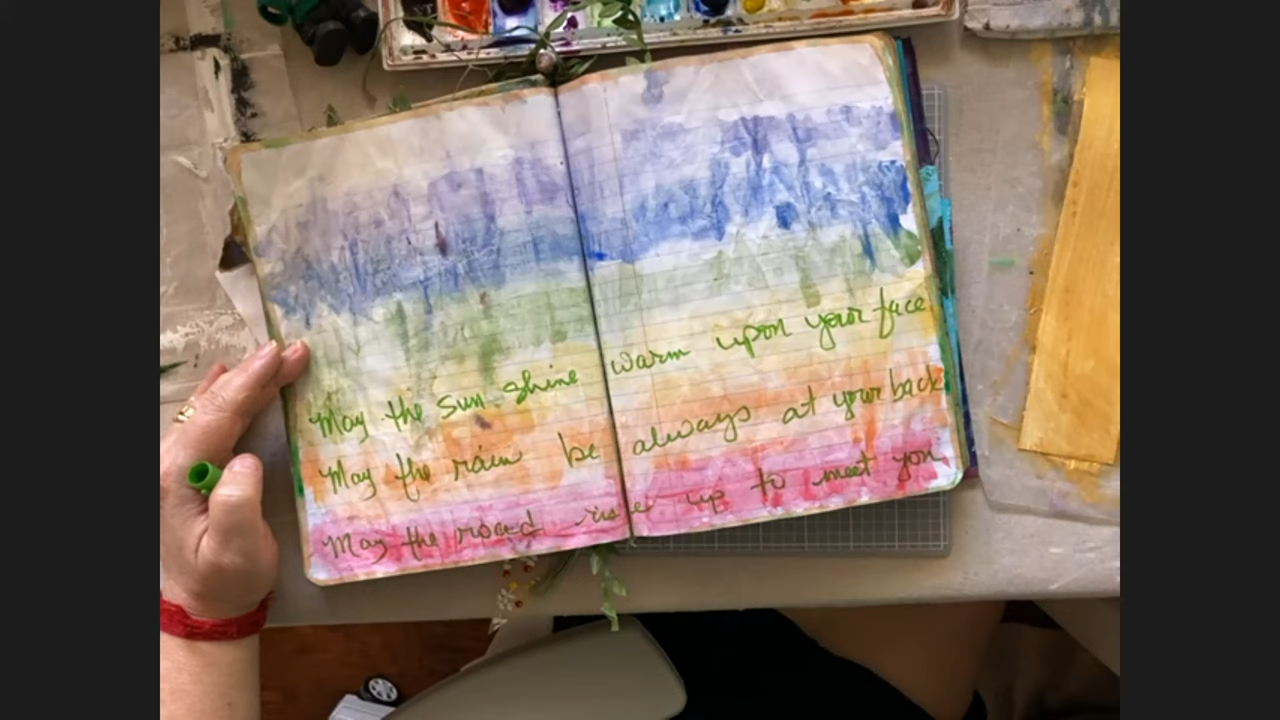 May the sun shine warm upon your face
May the rain be always at your back
May the road rise up to meet you